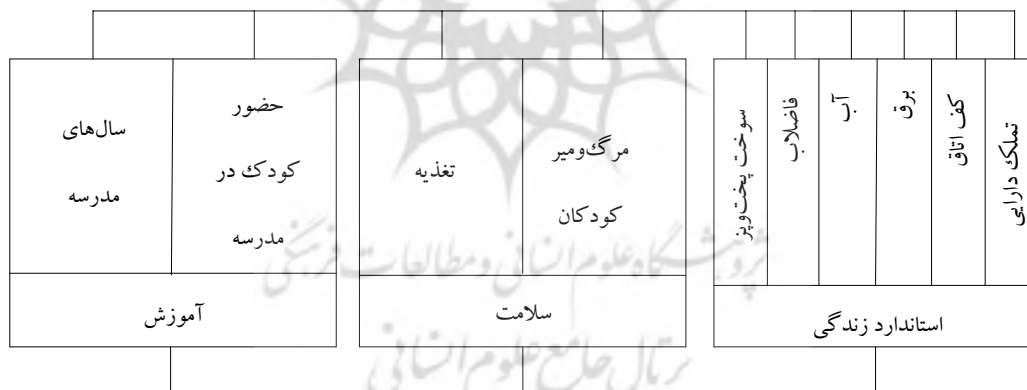 تملک دارایی
کف اتاق
برق
آب
فاضلاب
سوخت پخت‌وپز
استاندارد زندگی
مرگ‌ومیر
کودکان
تغذیه
سلامت
حضور
کودک در
مدرسه
سال‌های
مدرسه
آموزش
پژوهشگاه علوم انسانی و مطالعات فرهنگی
پرتال جامع علوم انسانی